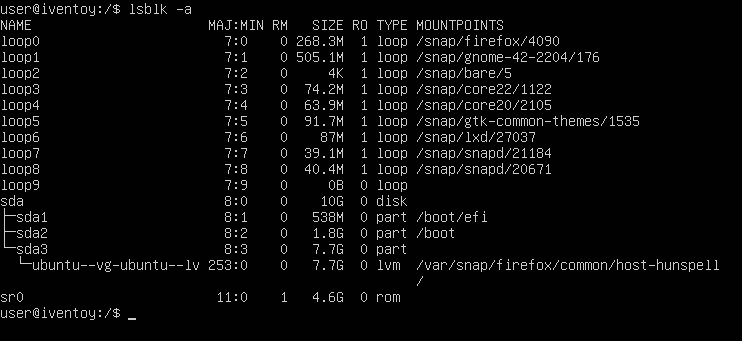 user@iventoy:/$ lsblk -a
NAME                      MAJ:MIN RM   SIZE RO TYPE MOUNTPOINTS
loop0                       7:0    0 268.3M  1 loop /snap/firefox/4090
loop1                       7:1    0 505.1M  1 loop /snap/gnome-42-2204/176
loop2                       7:2    0     4K  1 loop /snap/bare/5
loop3                       7:3    0  74.2M  1 loop /snap/core22/1122
loop4                       7:4    0  63.9M  1 loop /snap/core20/2105
loop5                       7:5    0  91.7M  1 loop /snap/gtk-common-themes/1535
loop6                       7:6    0    87M  1 loop /snap/lxd/27037
loop7                       7:7    0  39.1M  1 loop /snap/snapd/21184
loop8                       7:8    0  40.4M  1 loop /snap/snapd/20671
loop9                       7:9    0     0B  0 loop
sda                         8:0    0    10G  0 disk
├─sda1                      8:1    0   538M  0 part /boot/efi
├─sda2                      8:2    0   1.8G  0 part /boot
└─sda3                      8:3    0   7.7G  0 part
  └─ubuntu--vg-ubuntu--lv 253:0    0   7.7G  0 lvm  /var/snap/firefox/common/host-hunspell
                                                    /
sr0                        11:0    1   4.6G  0 rom
user@iventoy:/$ _